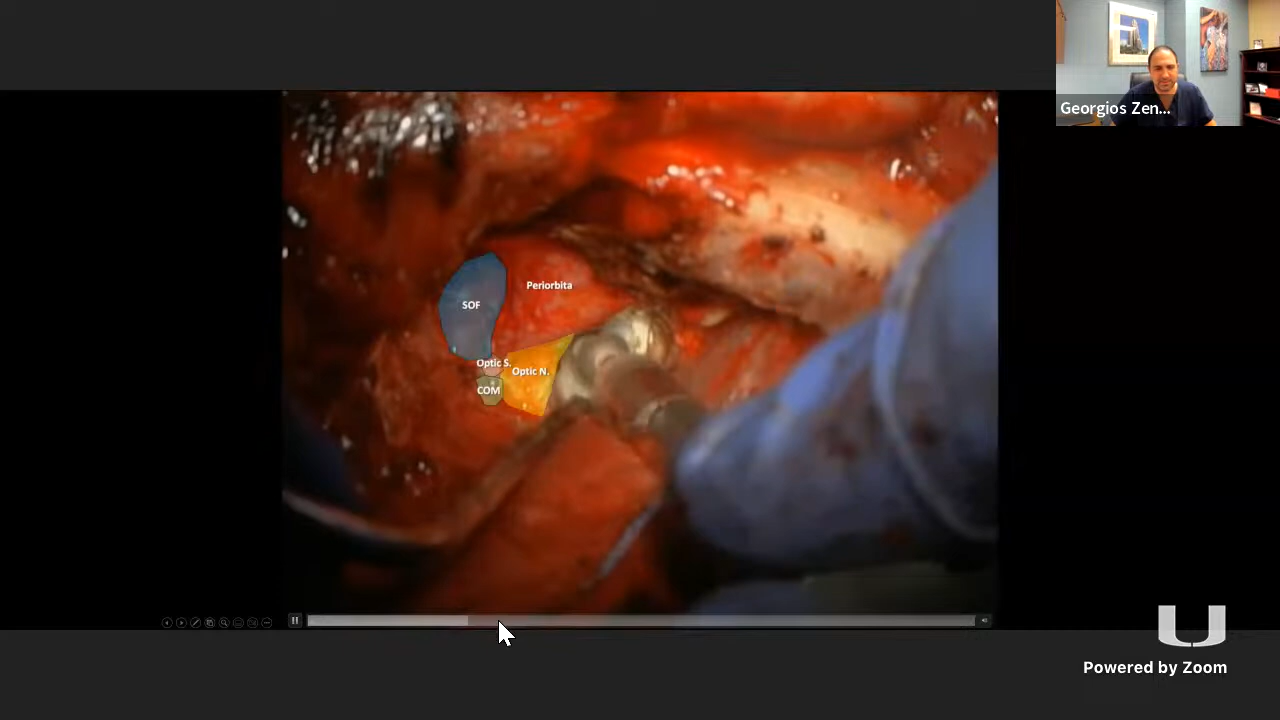 Georgios Zen...
Periorbita
SOF
Optic S.
Optic N.
COM
U
Powered by Zoom